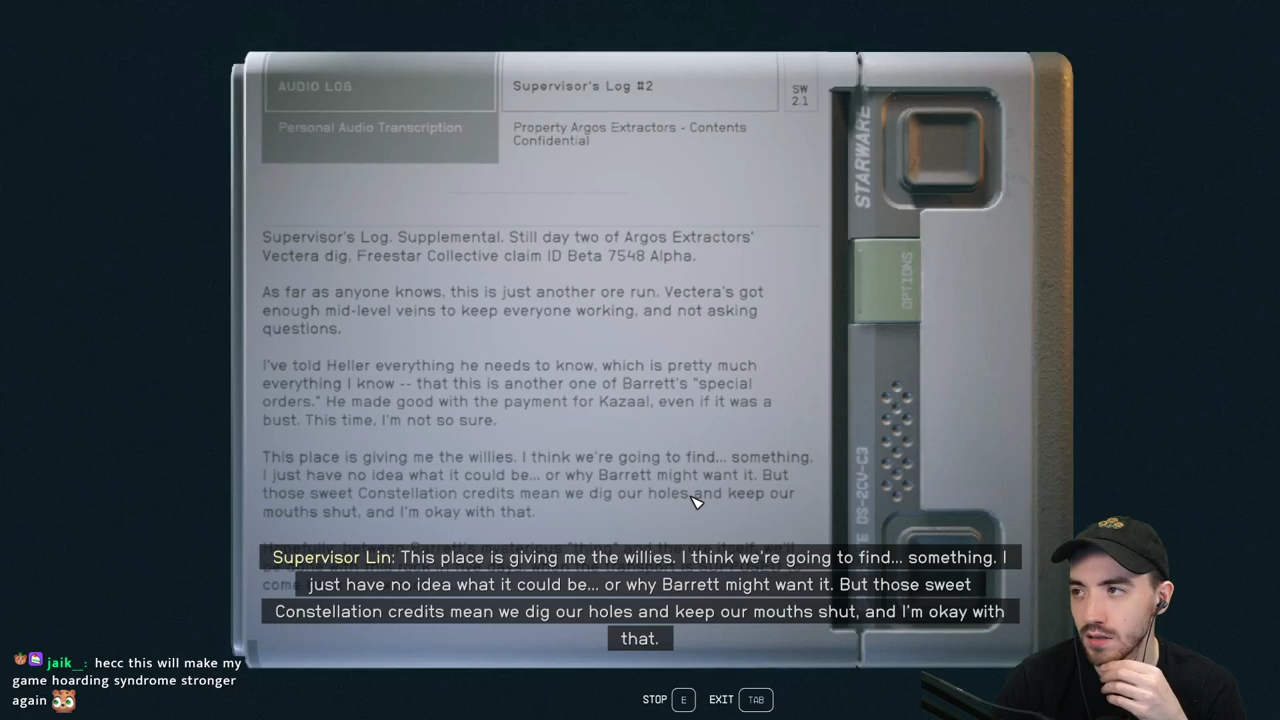 AUDIO LOG
Supervisor's Log #2
SW
2.1
Personal Audio Transcription
Property Argos Extractors - Contents
Confidential
STARWARE
OPTIONS
DS-2CV-C3
Supervisor's Log. Supplemental. Still day two of Argos Extractors'
Vectera dig, Freestar Collective claim ID Beta 7548 Alpha.
As far as anyone knows, this is just another ore run. Vectera's got
enough mid-level veins to keep everyone working, and not asking
questions.
I've told Heller everything he needs to know, which is pretty much
everything I know -- that this is another one of Barrett's "special
orders." He made good with the payment for Kazaal, even if it was a
bust. This time, I'm not so sure.
This place is giving me the willies. I think we're going to find... something.
I just have no idea what it could be... or why Barrett might want it. But
those sweet Constellation credits mean we dig our holes and keep our
mouths shut, and I'm okay with that.
come
Supervisor Lin: This place is giving me the willies. I think we're going to find... something. I
just have no idea what it could be... or why Barrett might want it. But those sweet
Constellation credits mean we dig our holes and keep our mouths shut, and I'm okay with
that.
jaik__: hecc this will make my
game hoarding syndrome stronger
again
STOP E EXIT TAB